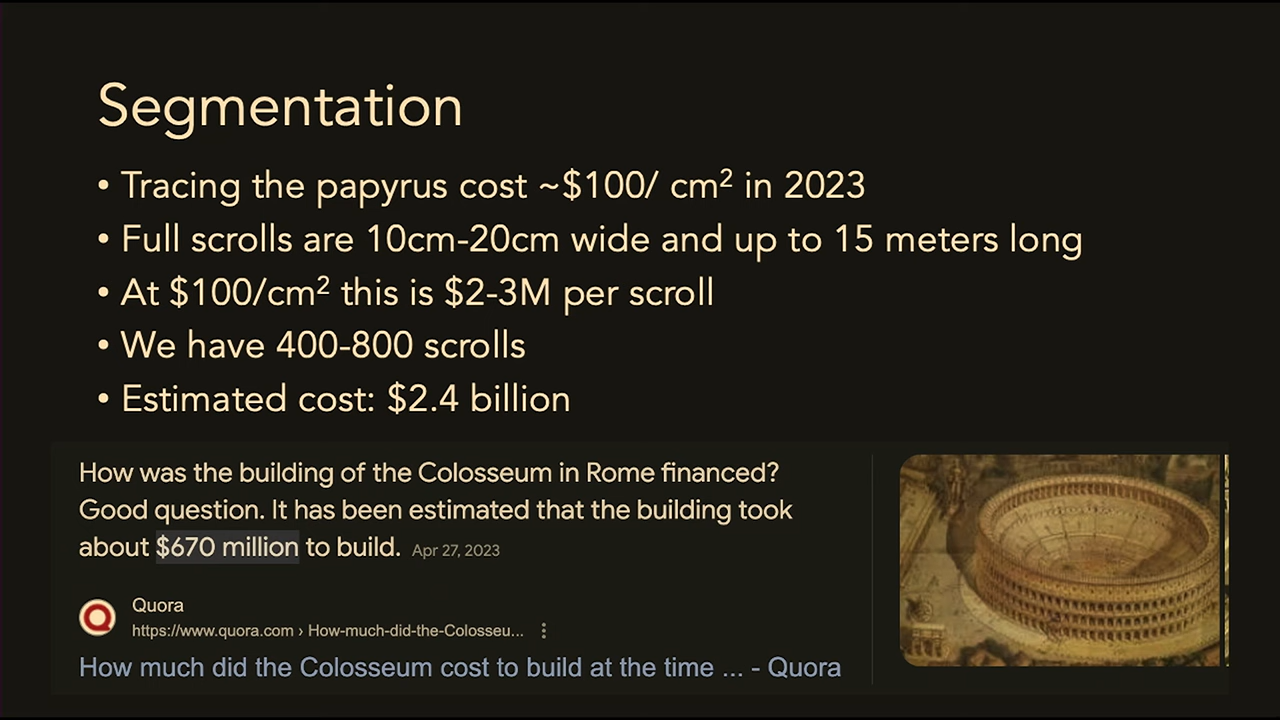 Segmentation
• Tracing the papyrus cost ~$100/ cm² in 2023
• Full scrolls are 10cm-20cm wide and up to 15 meters long
• At $100/cm² this is $2-3M per scroll
• We have 400-800 scrolls
• Estimated cost: $2.4 billion
How was the building of the Colosseum in Rome financed?
Good question. It has been estimated that the building took
about $670 million to build. Apr 27, 2023
Quora
https://www.quora.com › How-much-did-the-Colosseu...
How much did the Colosseum cost to build at the time ... - Quora